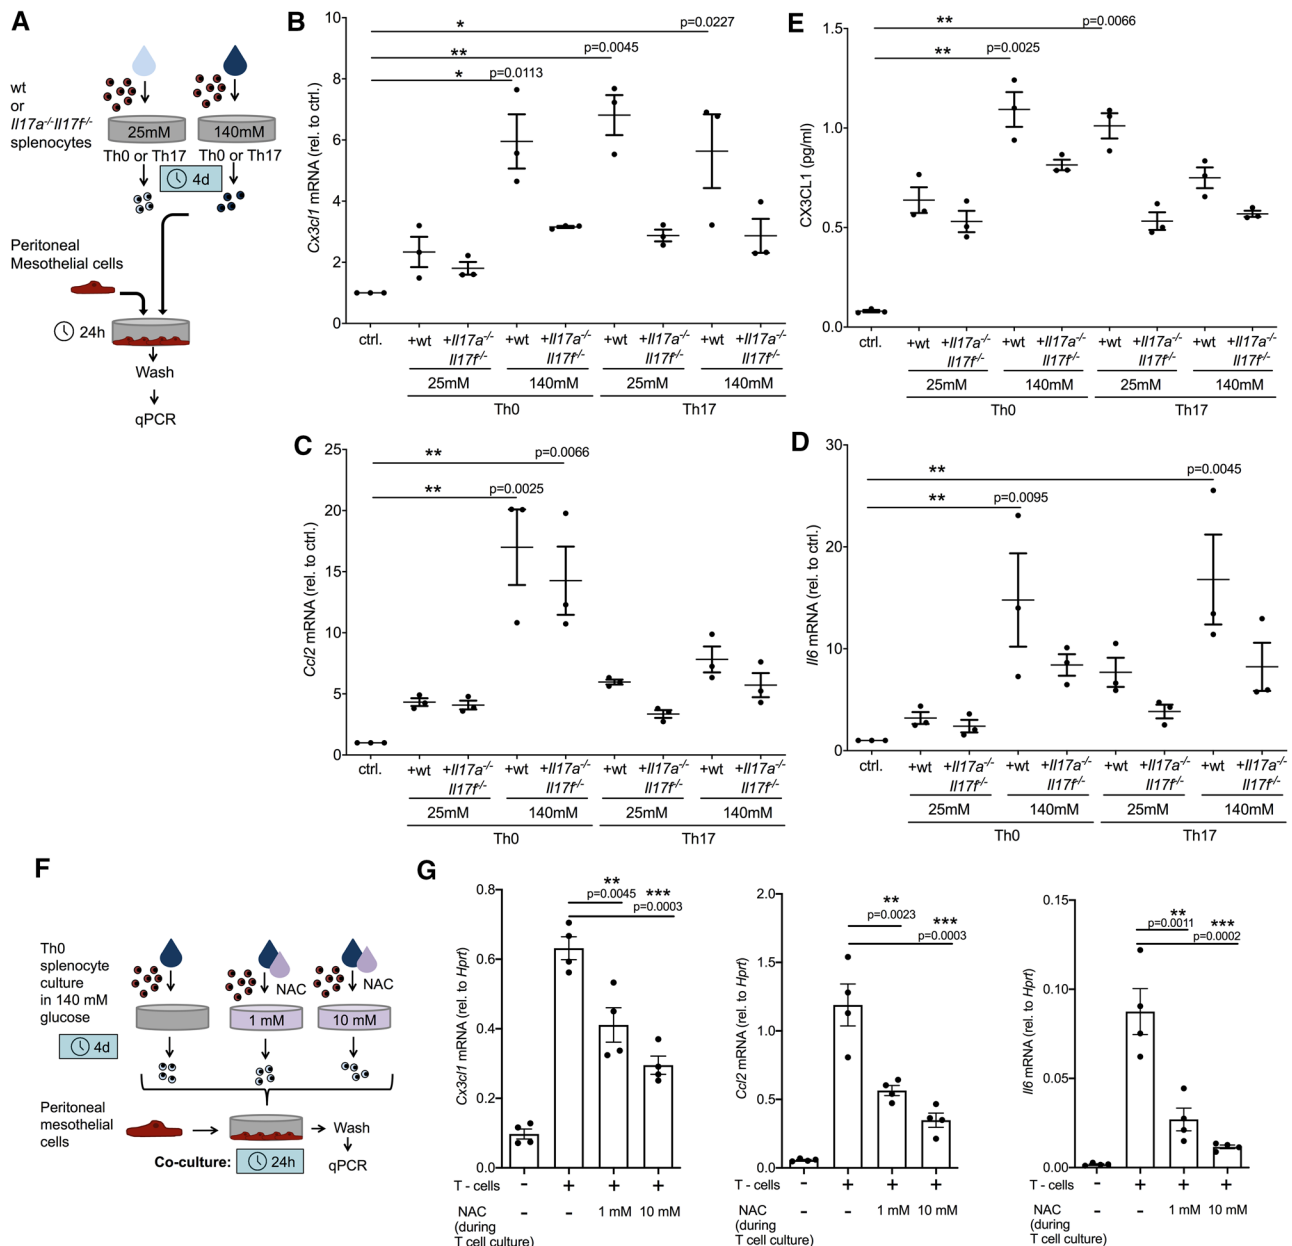 A
wt
or
Il17a-/-Il17f-/-
splenocytes
25mM
140mM
Th0 or Th17
Th0 or Th17
4d
Peritoneal
Mesothelial cells
24h
Wash
qPCR
B
Cx3cl1 mRNA (rel. to ctrl.)
10
8
6
4
2
0
*
p=0.0227
**
p=0.0045
*
p=0.0113
ctrl.
+wt
+Il17a-/-
Il17f-/-
+wt
+Il17a-/-
Il17f-/-
+wt
+Il17a-/-
Il17f-/-
+wt
+Il17a-/-
Il17f-/-
25mM
140mM
25mM
140mM
Th0
Th17
E
CX3CL1 (pg/ml)
1.5
1.0
0.5
0.0
**
p=0.0066
**
p=0.0025
ctrl.
+wt
+Il17a-/-
Il17f-/-
+wt
+Il17a-/-
Il17f-/-
+wt
+Il17a-/-
Il17f-/-
+wt
+Il17a-/-
Il17f-/-
25mM
140mM
25mM
140mM
Th0
Th17
C
Ccl2 mRNA (rel. to ctrl.)
25
20
15
10
5
0
**
p=0.0066
**
p=0.0025
ctrl.
+wt
+Il17a-/-
Il17f-/-
+wt
+Il17a-/-
Il17f-/-
+wt
+Il17a-/-
Il17f-/-
+wt
+Il17a-/-
Il17f-/-
25mM
140mM
25mM
140mM
Th0
Th17
D
Il6 mRNA (rel. to ctrl.)
30
20
10
0
**
p=0.0045
**
p=0.0095
ctrl.
+wt
+Il17a-/-
Il17f-/-
+wt
+Il17a-/-
Il17f-/-
+wt
+Il17a-/-
Il17f-/-
+wt
+Il17a-/-
Il17f-/-
25mM
140mM
25mM
140mM
Th0
Th17
F
Th0
splenocyte
culture
in 140 mM
glucose
4d
NAC
NAC
1 mM
10 mM
Peritoneal
mesothelial
cells
Wash
qPCR
Co-culture:
24h
G
Cx3cl1 mRNA (rel. to Hprt)
0.8
0.6
0.4
0.2
0.0
**
p=0.0045
***
p=0.0003
T - cells
- + + +
NAC
(during
T cell culture)
- - 1 mM 10 mM
Ccl2 mRNA (rel. to Hprt)
2.0
1.5
1.0
0.5
0.0
**
p=0.0023
***
p=0.0003
T - cells
- + + +
NAC
(during
T cell culture)
- - 1 mM 10 mM
Il6 mRNA (rel. to Hprt)
0.15
0.10
0.05
0.00
**
p=0.0011
***
p=0.0002
T - cells
- + + +
NAC
(during
T cell culture)
- - 1 mM 10 mM